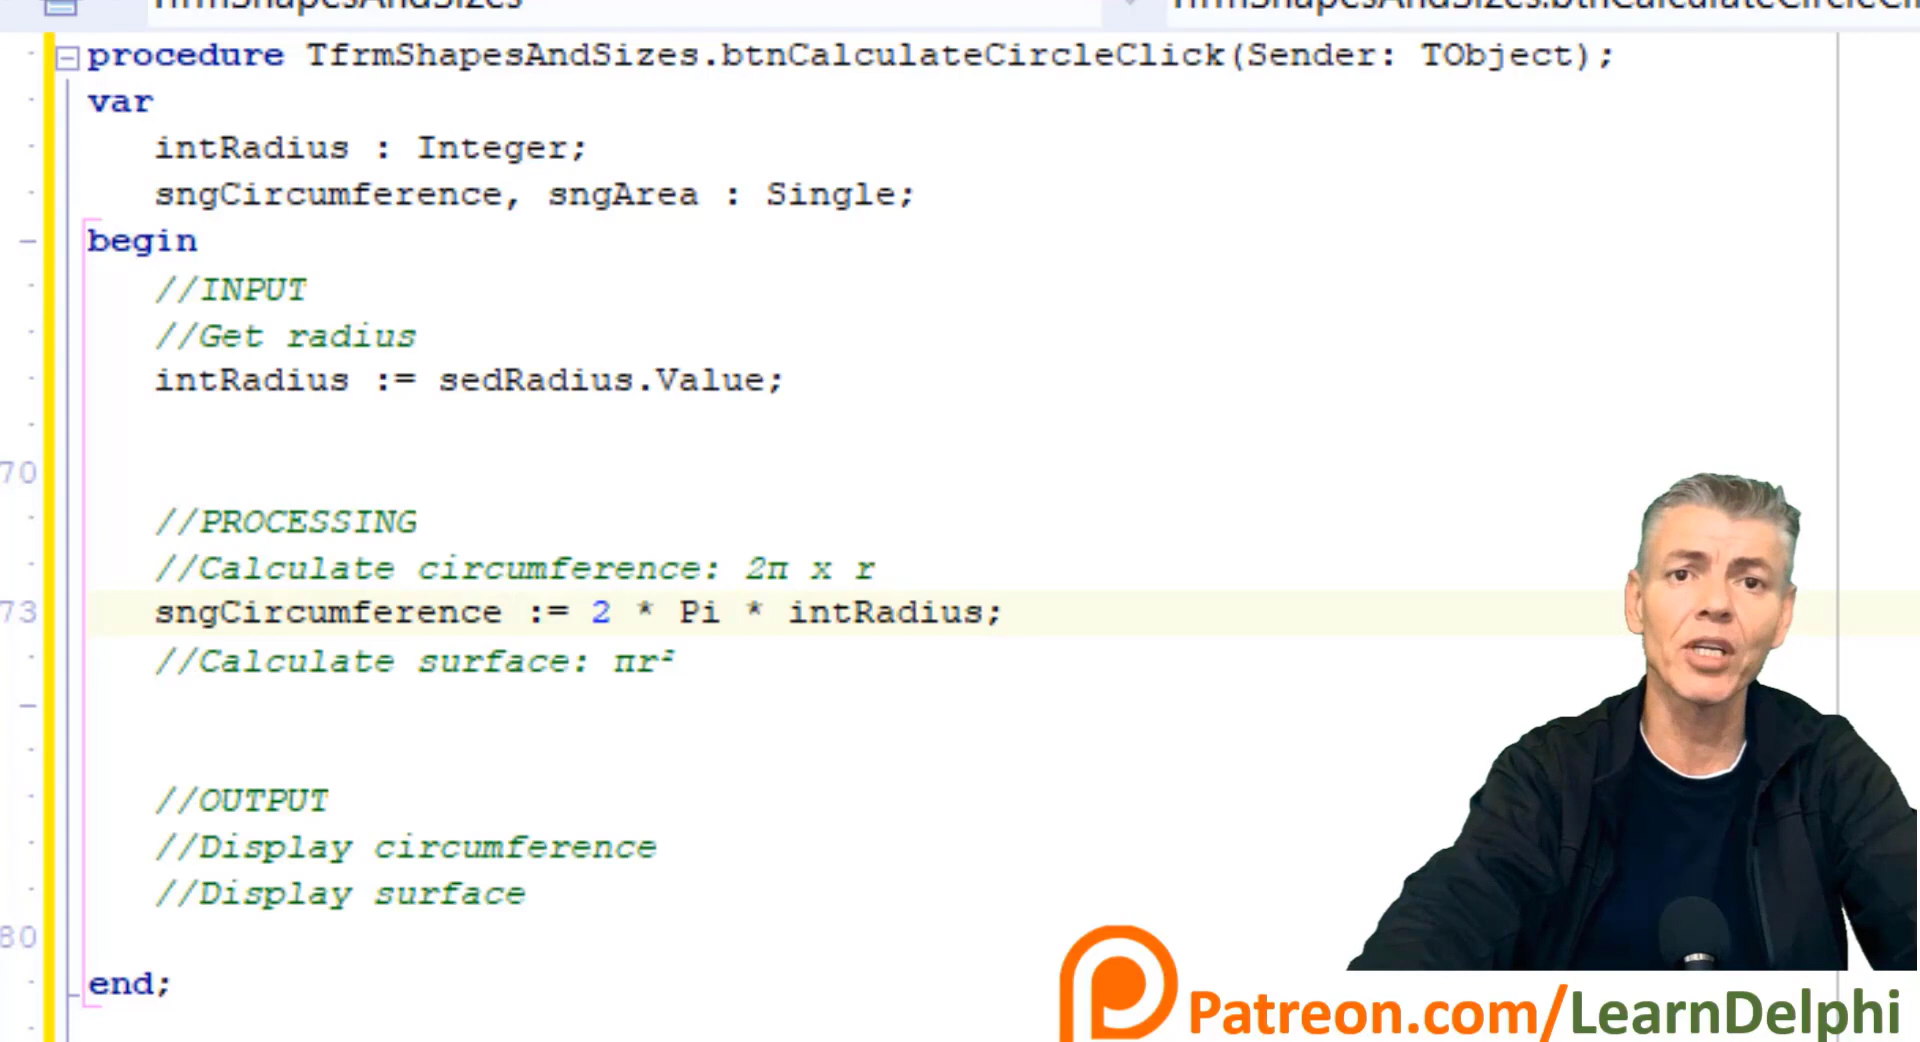 TfrmShapesAndSizes
procedure TfrmShapesAndSizes.btnCalculateCircleClick(Sender: TObject);
var
intRadius : Integer;
sngCircumference, sngArea : Single;
begin
//INPUT
//Get radius
intRadius := sedRadius.Value;
70
//PROCESSING
//Calculate circumference: 2π x r
73 sngCircumference := 2 * Pi * intRadius;
//Calculate surface: πr²
//OUTPUT
//Display circumference
//Display surface
80
end;
Patreon.com/LearnDelphi